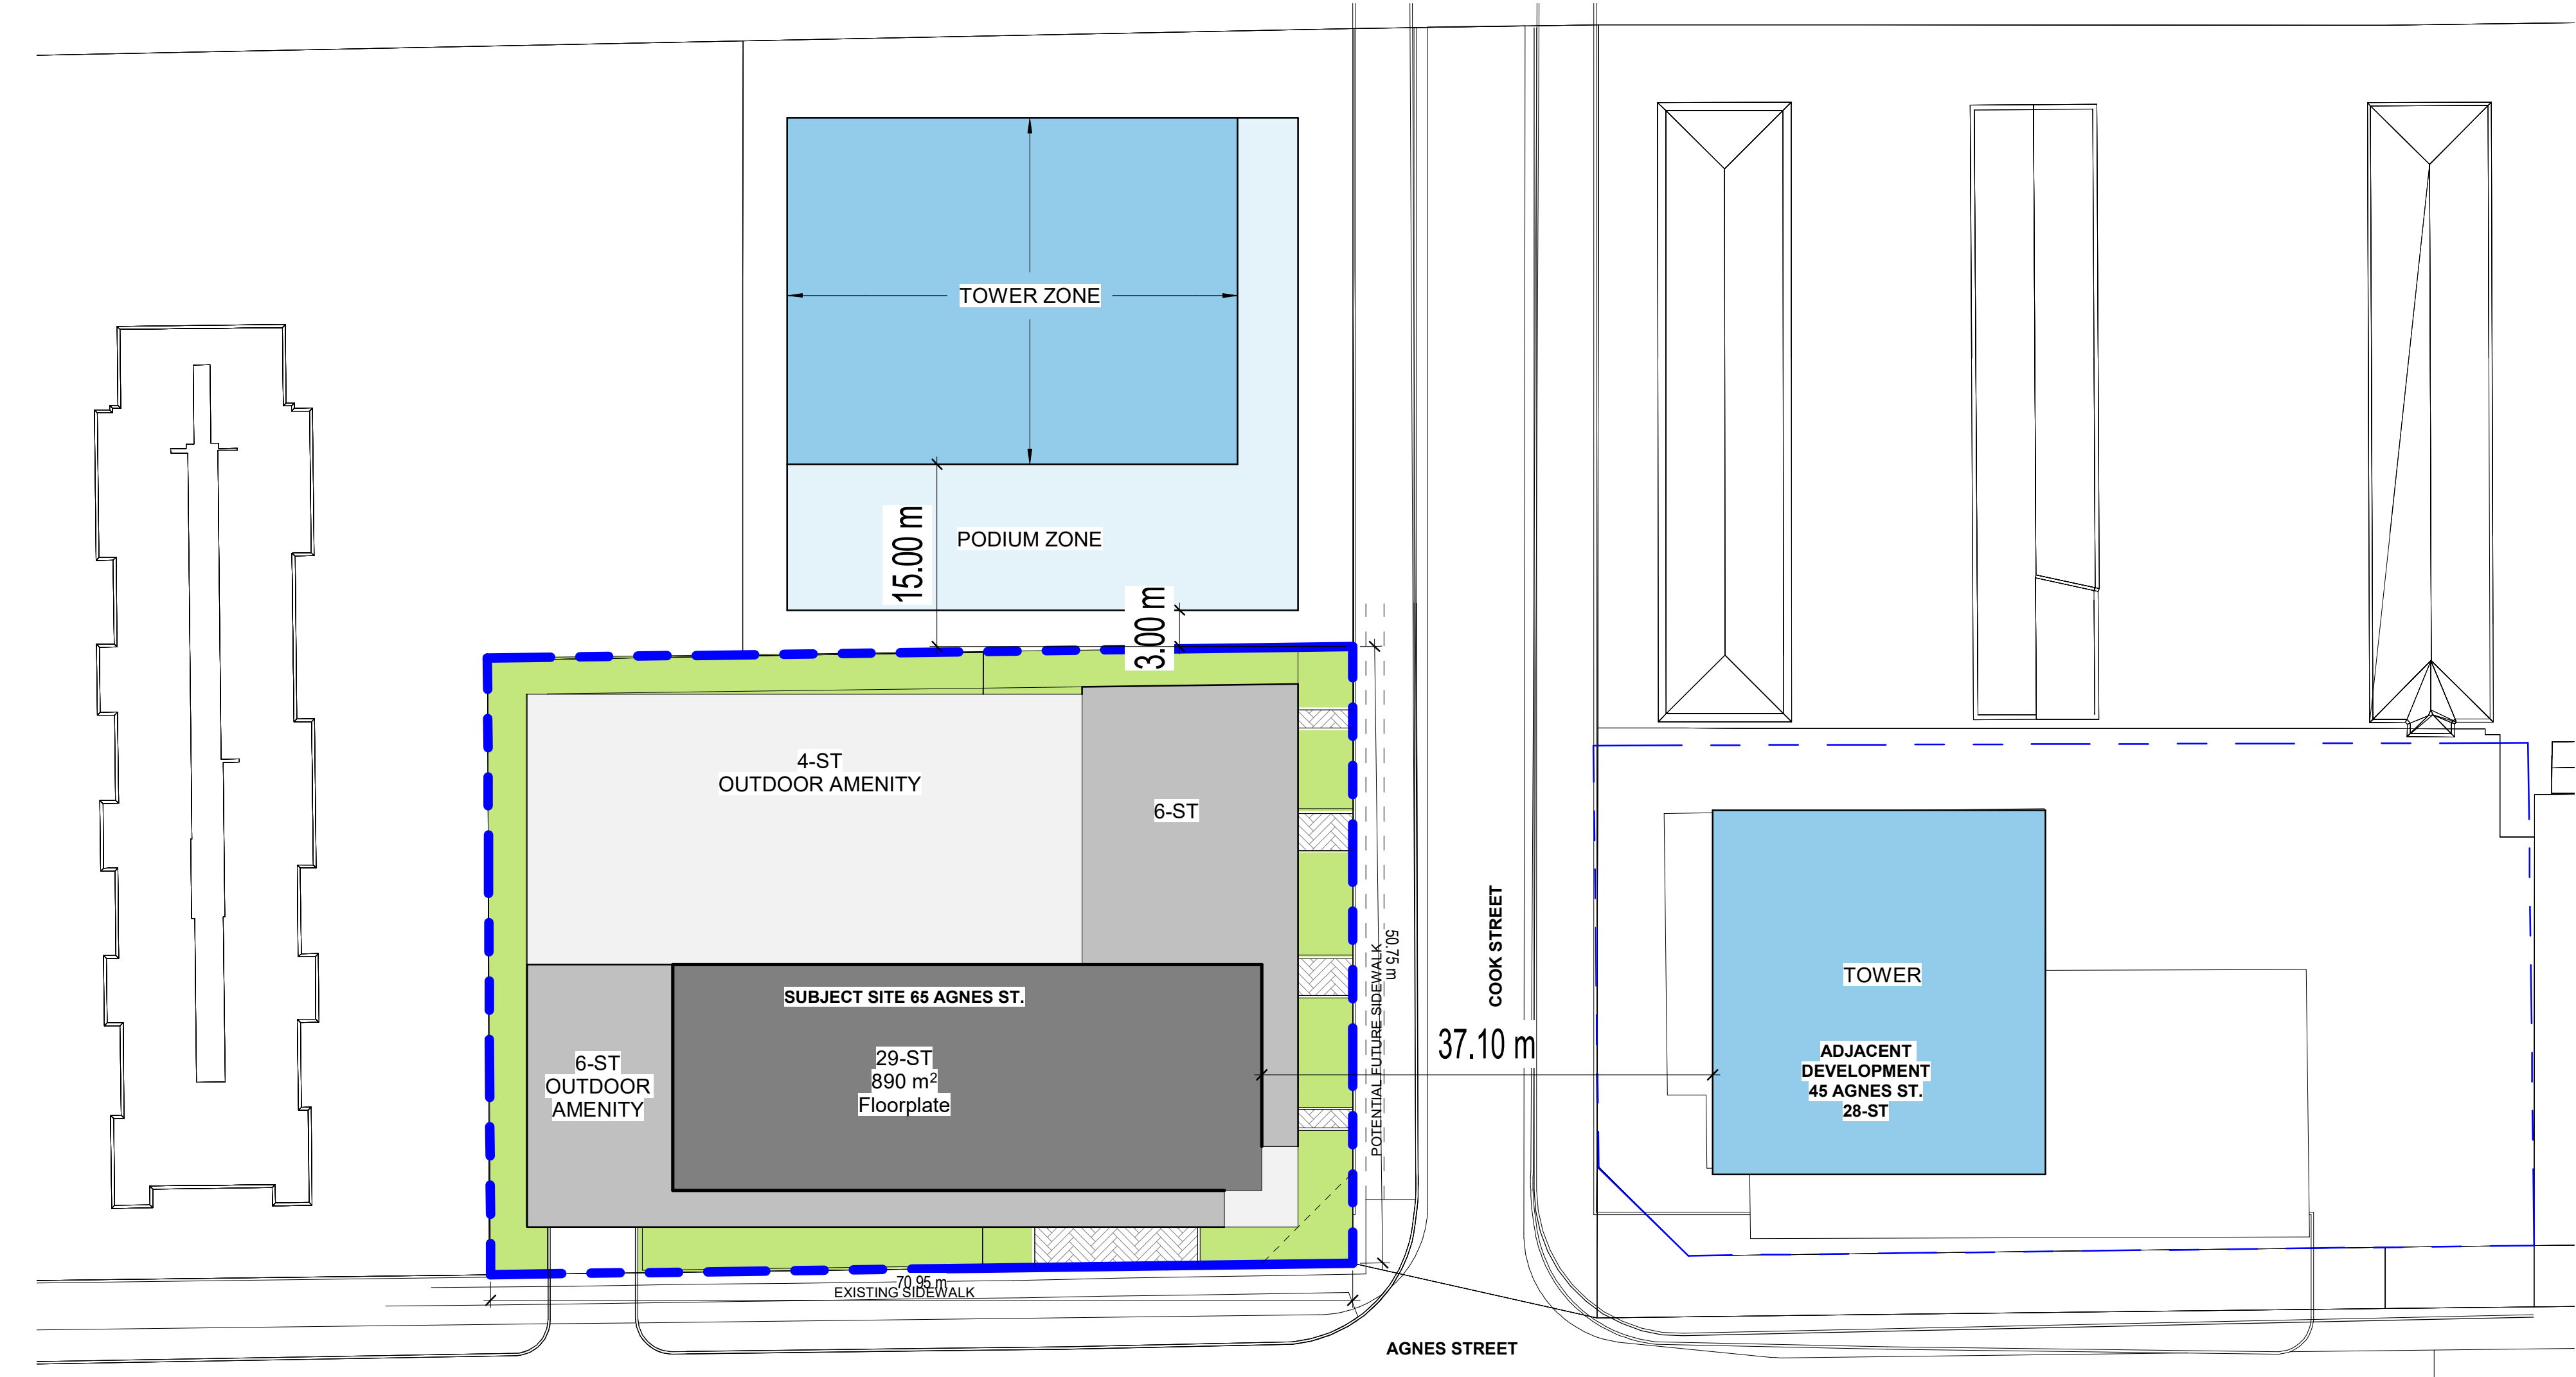 TOWER ZONE
15.00 m
PODIUM ZONE
3.00 m
4-ST
OUTDOOR AMENITY
6-ST
SUBJECT SITE 65 AGNES ST.
29-ST
890 m²
Floorplate
6-ST
OUTDOOR
AMENITY
POTENTIAL FUTURE SIDEWALK
50.75 m
COOK STREET
37.10 m
TOWER
ADJACENT
DEVELOPMENT
45 AGNES ST.
28-ST
70.95 m
EXISTING SIDEWALK
AGNES STREET